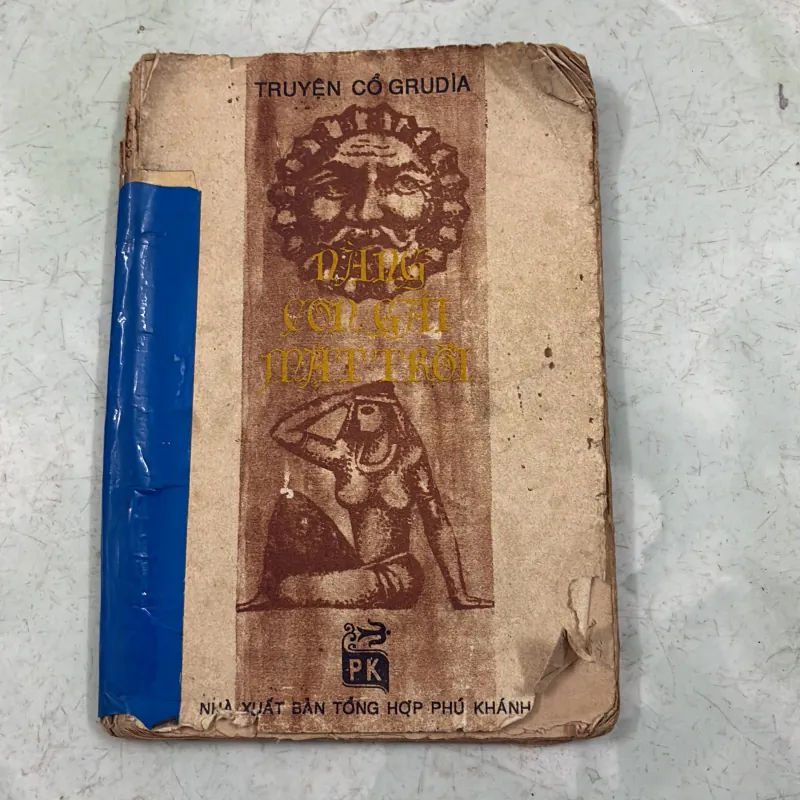 TRUYỆN CỔ GRUDIA
NÀNG
CON GÁI
MẶT TRỜI
PK
NHÀ XUẤT BẢN TỔNG HỢP PHÚ KHÁNH